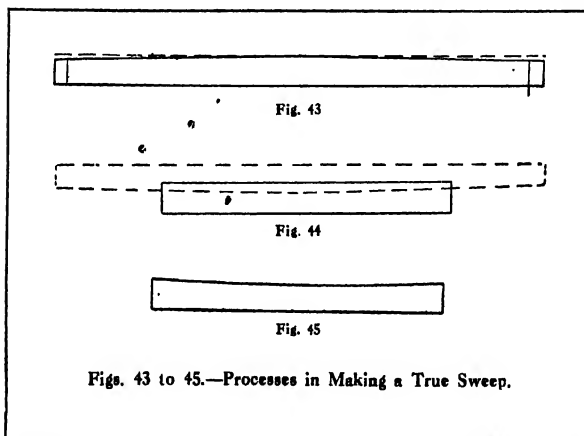 Fig. 43
Fig. 44
Fig. 45
Figs. 43 to 45.—Processes in Making a True Sweep.